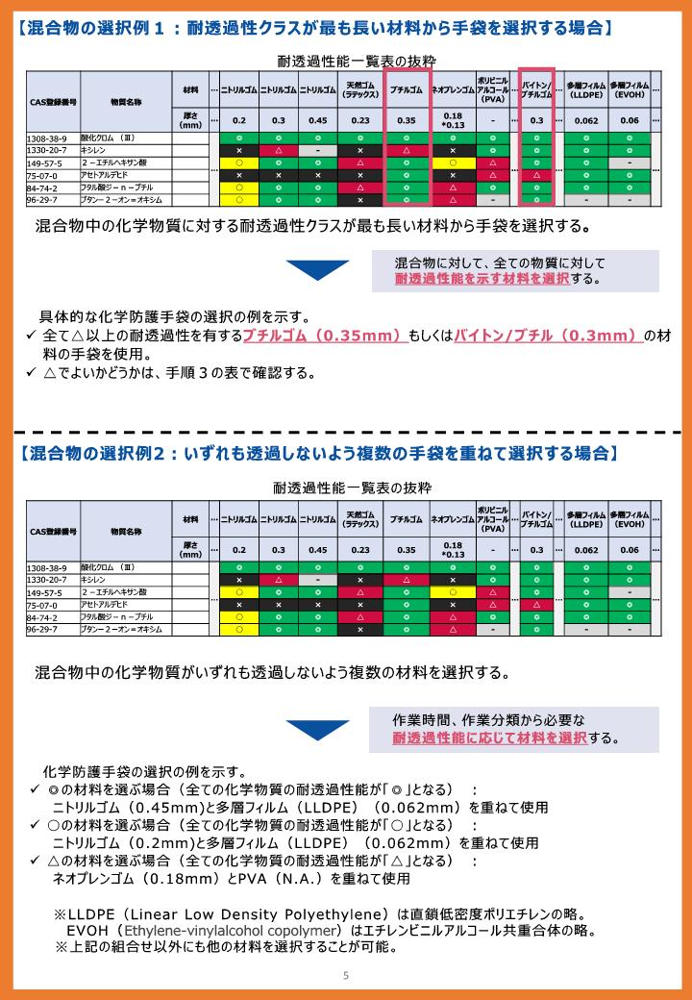 【混合物の選択例１：耐透過性クラスが最も長い材料から手袋を選択する場合】
耐透過性能一覧表の抜粋
CAS登録番号 物質名称 材料 … ニトリルゴム ニトリルゴム ニトリルゴム 天然ゴム（ラテックス） ブチルゴム ネオプレンゴム ポリビニルアルコール（PVA） … バイトン/ブチルゴム … 多層フィルム（LLDPE） 多層フィルム（EVOH） …
厚さ（mm） … 0.2 0.3 0.45 0.23 0.35 0.18 *0.13 - … 0.3 … 0.062 0.06 …
1308-38-9 酸化クロム （Ⅲ） ◎ ◎ ◎ ◎ ◎ ◎ ◎ ◎ ◎ ◎
1330-20-7 キシレン × △ - × △ × ◎ ◎ ◎ ◎
149-57-5 ２－エチルヘキサン酸 ○ ◎ ◎ △ ◎ ○ △ ◎ ◎ -
75-07-0 アセトアルデヒド … × × × × ◎ × △ … △ … ◎ ◎ …
84-74-2 フタル酸ジ－ｎ－ブチル ○ ◎ ◎ △ ◎ △ ◎ ◎ ◎ ◎
96-29-7 ブタン－２－オン＝オキシム ○ ◎ ◎ × ◎ △ - ◎ - -
混合物中の化学物質に対する耐透過性クラスが最も長い材料から手袋を選択する。
混合物に対して、全ての物質に対して
耐透過性能を示す材料を選択する。
具体的な化学防護手袋の選択の例を示す。
✓ 全て△以上の耐透過性を有するブチルゴム（0.35mm）もしくはバイトン/ブチル（0.3mm）の材
料の手袋を使用。
✓ △でよいかどうかは、手順３の表で確認する。
【混合物の選択例２：いずれも透過しないよう複数の手袋を重ねて選択する場合】
耐透過性能一覧表の抜粋
CAS登録番号 物質名称 材料 … ニトリルゴム ニトリルゴム ニトリルゴム 天然ゴム（ラテックス） ブチルゴム ネオプレンゴム ポリビニルアルコール（PVA） … バイトン/ブチルゴム … 多層フィルム（LLDPE） 多層フィルム（EVOH） …
厚さ（mm） … 0.2 0.3 0.45 0.23 0.35 0.18 *0.13 - … 0.3 … 0.062 0.06 …
1308-38-9 酸化クロム （Ⅲ） ◎ ◎ ◎ ◎ ◎ ◎ ◎ ◎ ◎ ◎
1330-20-7 キシレン × △ - × △ × ◎ ◎ ◎ ◎
149-57-5 ２－エチルヘキサン酸 ○ ◎ ◎ △ ◎ ○ △ ◎ ◎ -
75-07-0 アセトアルデヒド … × × × × ◎ × △ … △ … ◎ ◎ …
84-74-2 フタル酸ジ－ｎ－ブチル ○ ◎ ◎ △ ◎ △ ◎ ◎ ◎ ◎
96-29-7 ブタン－２－オン＝オキシム ○ ◎ ◎ × ◎ △ - ◎ - -
混合物中の化学物質がいずれも透過しないよう複数の材料を選択する。
作業時間、作業分類から必要な
耐透過性能に応じて材料を選択する。
化学防護手袋の選択の例を示す。
✓ ◎の材料を選ぶ場合（全ての化学物質の耐透過性能が「◎」となる） ：
ニトリルゴム（0.45mm)と多層フィルム（LLDPE）（0.062mm）を重ねて使用
✓ ○の材料を選ぶ場合（全ての化学物質の耐透過性能が「○」となる） ：
ニトリルゴム（0.2mm)と多層フィルム（LLDPE）（0.062mm）を重ねて使用
✓ △の材料を選ぶ場合（全ての化学物質の耐透過性能が「△」となる） ：
ネオプレンゴム（0.18mm）とPVA（N.A.）を重ねて使用
※LLDPE（Linear Low Density Polyethylene）は直鎖低密度ポリエチレンの略。
EVOH（Ethylene-vinylalcohol copolymer）はエチレンビニルアルコール共重合体の略。
※上記の組合せ以外にも他の材料を選択することが可能。
5